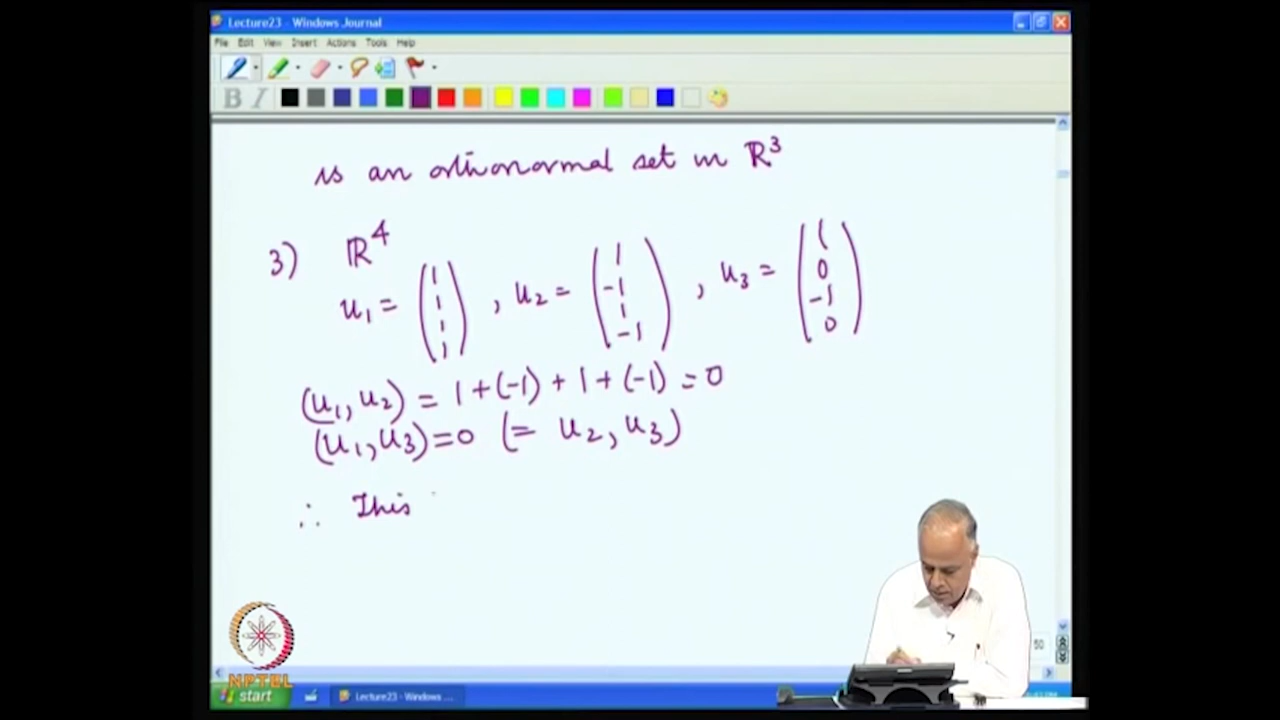 Lecture23 - Windows Journal
File Edit View Insert Actions Tools Help
B I
is an orthonormal set in ℝ³
3) ℝ⁴
u₁ = (1 1 1 1), u₂ = (1 -1 1 -1), u₃ = (1 0 -1 0)
(u₁, u₂) = 1 + (-1) + 1 + (-1) = 0
(u₁, u₃) = 0 (= u₂, u₃)
∴ This
50
NPTEL
start Lecture23 - Windows ...